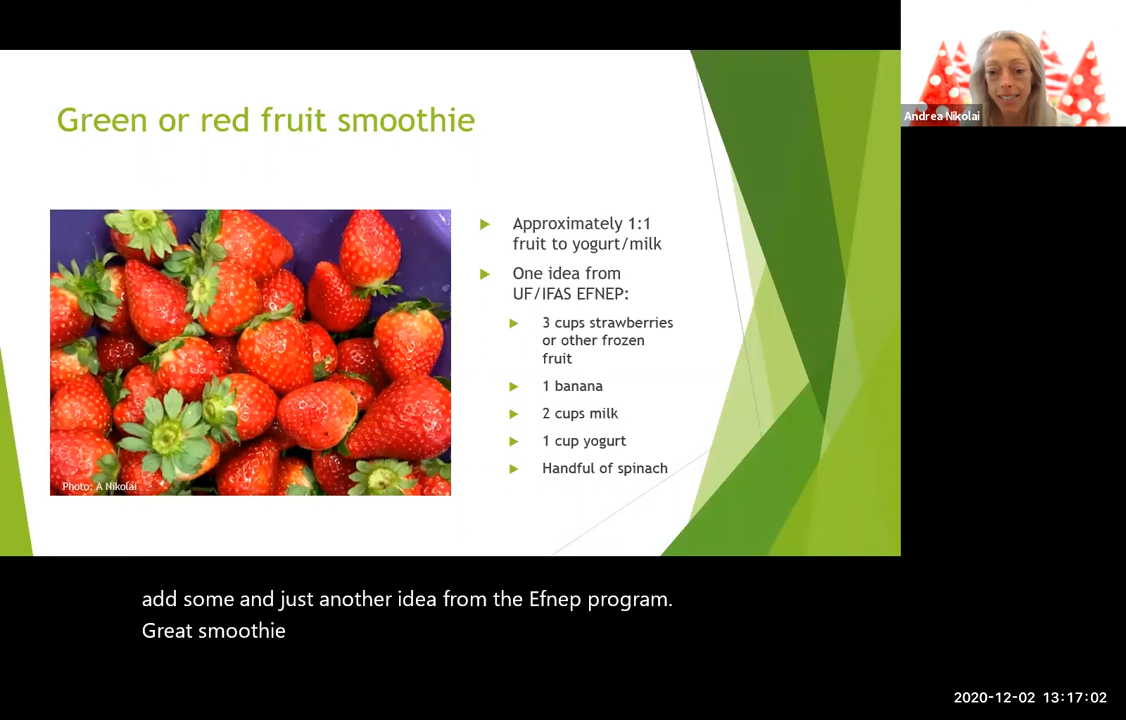 Andrea Nikolai
Green or red fruit smoothie
Approximately 1:1
fruit to yogurt/milk
One idea from
UF/IFAS EFNEP:
3 cups strawberries
or other frozen
fruit
1 banana
2 cups milk
1 cup yogurt
Handful of spinach
Photo: A Nikolai
add some and just another idea from the Efnep program.
Great smoothie
2020-12-02 13:17:02